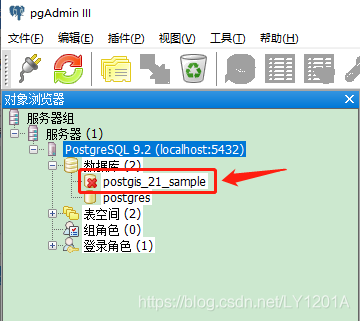 pgAdmin III
文件(F) 编辑(E) 插件(P) 视图(V) 工具(T) 帮助(H)
对象浏览器
服务器组
服务器 (1)
PostgreSQL 9.2 (localhost:5432)
数据库 (2)
postgis_21_sample
postgres
表空间 (2)
组角色 (0)
登录角色 (1)
https://blog.csdn.net/LY1201A